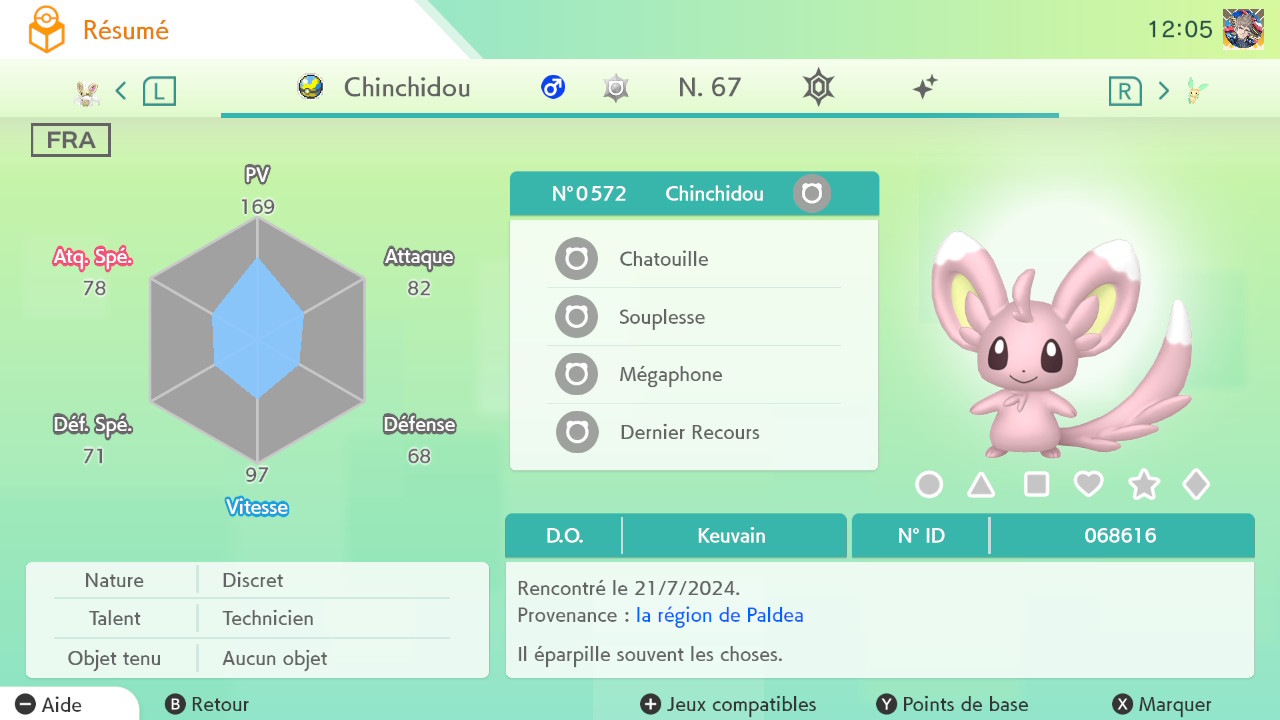 Résumé
12:05
L
Chinchidou
N. 67
R
FRA
PV
169
Atq. Spé.
78
Attaque
82
Déf. Spé.
71
Défense
68
97
Vitesse
N°0572 Chinchidou
Chatouille
Souplesse
Mégaphone
Dernier Recours
D.O. Keuvain
N° ID 068616
Nature Discret
Talent Technicien
Objet tenu Aucun objet
Rencontré le 21/7/2024.
Provenance : la région de Paldea
Il éparpille souvent les choses.
Aide
B Retour
Jeux compatibles
Y Points de base
X Marquer